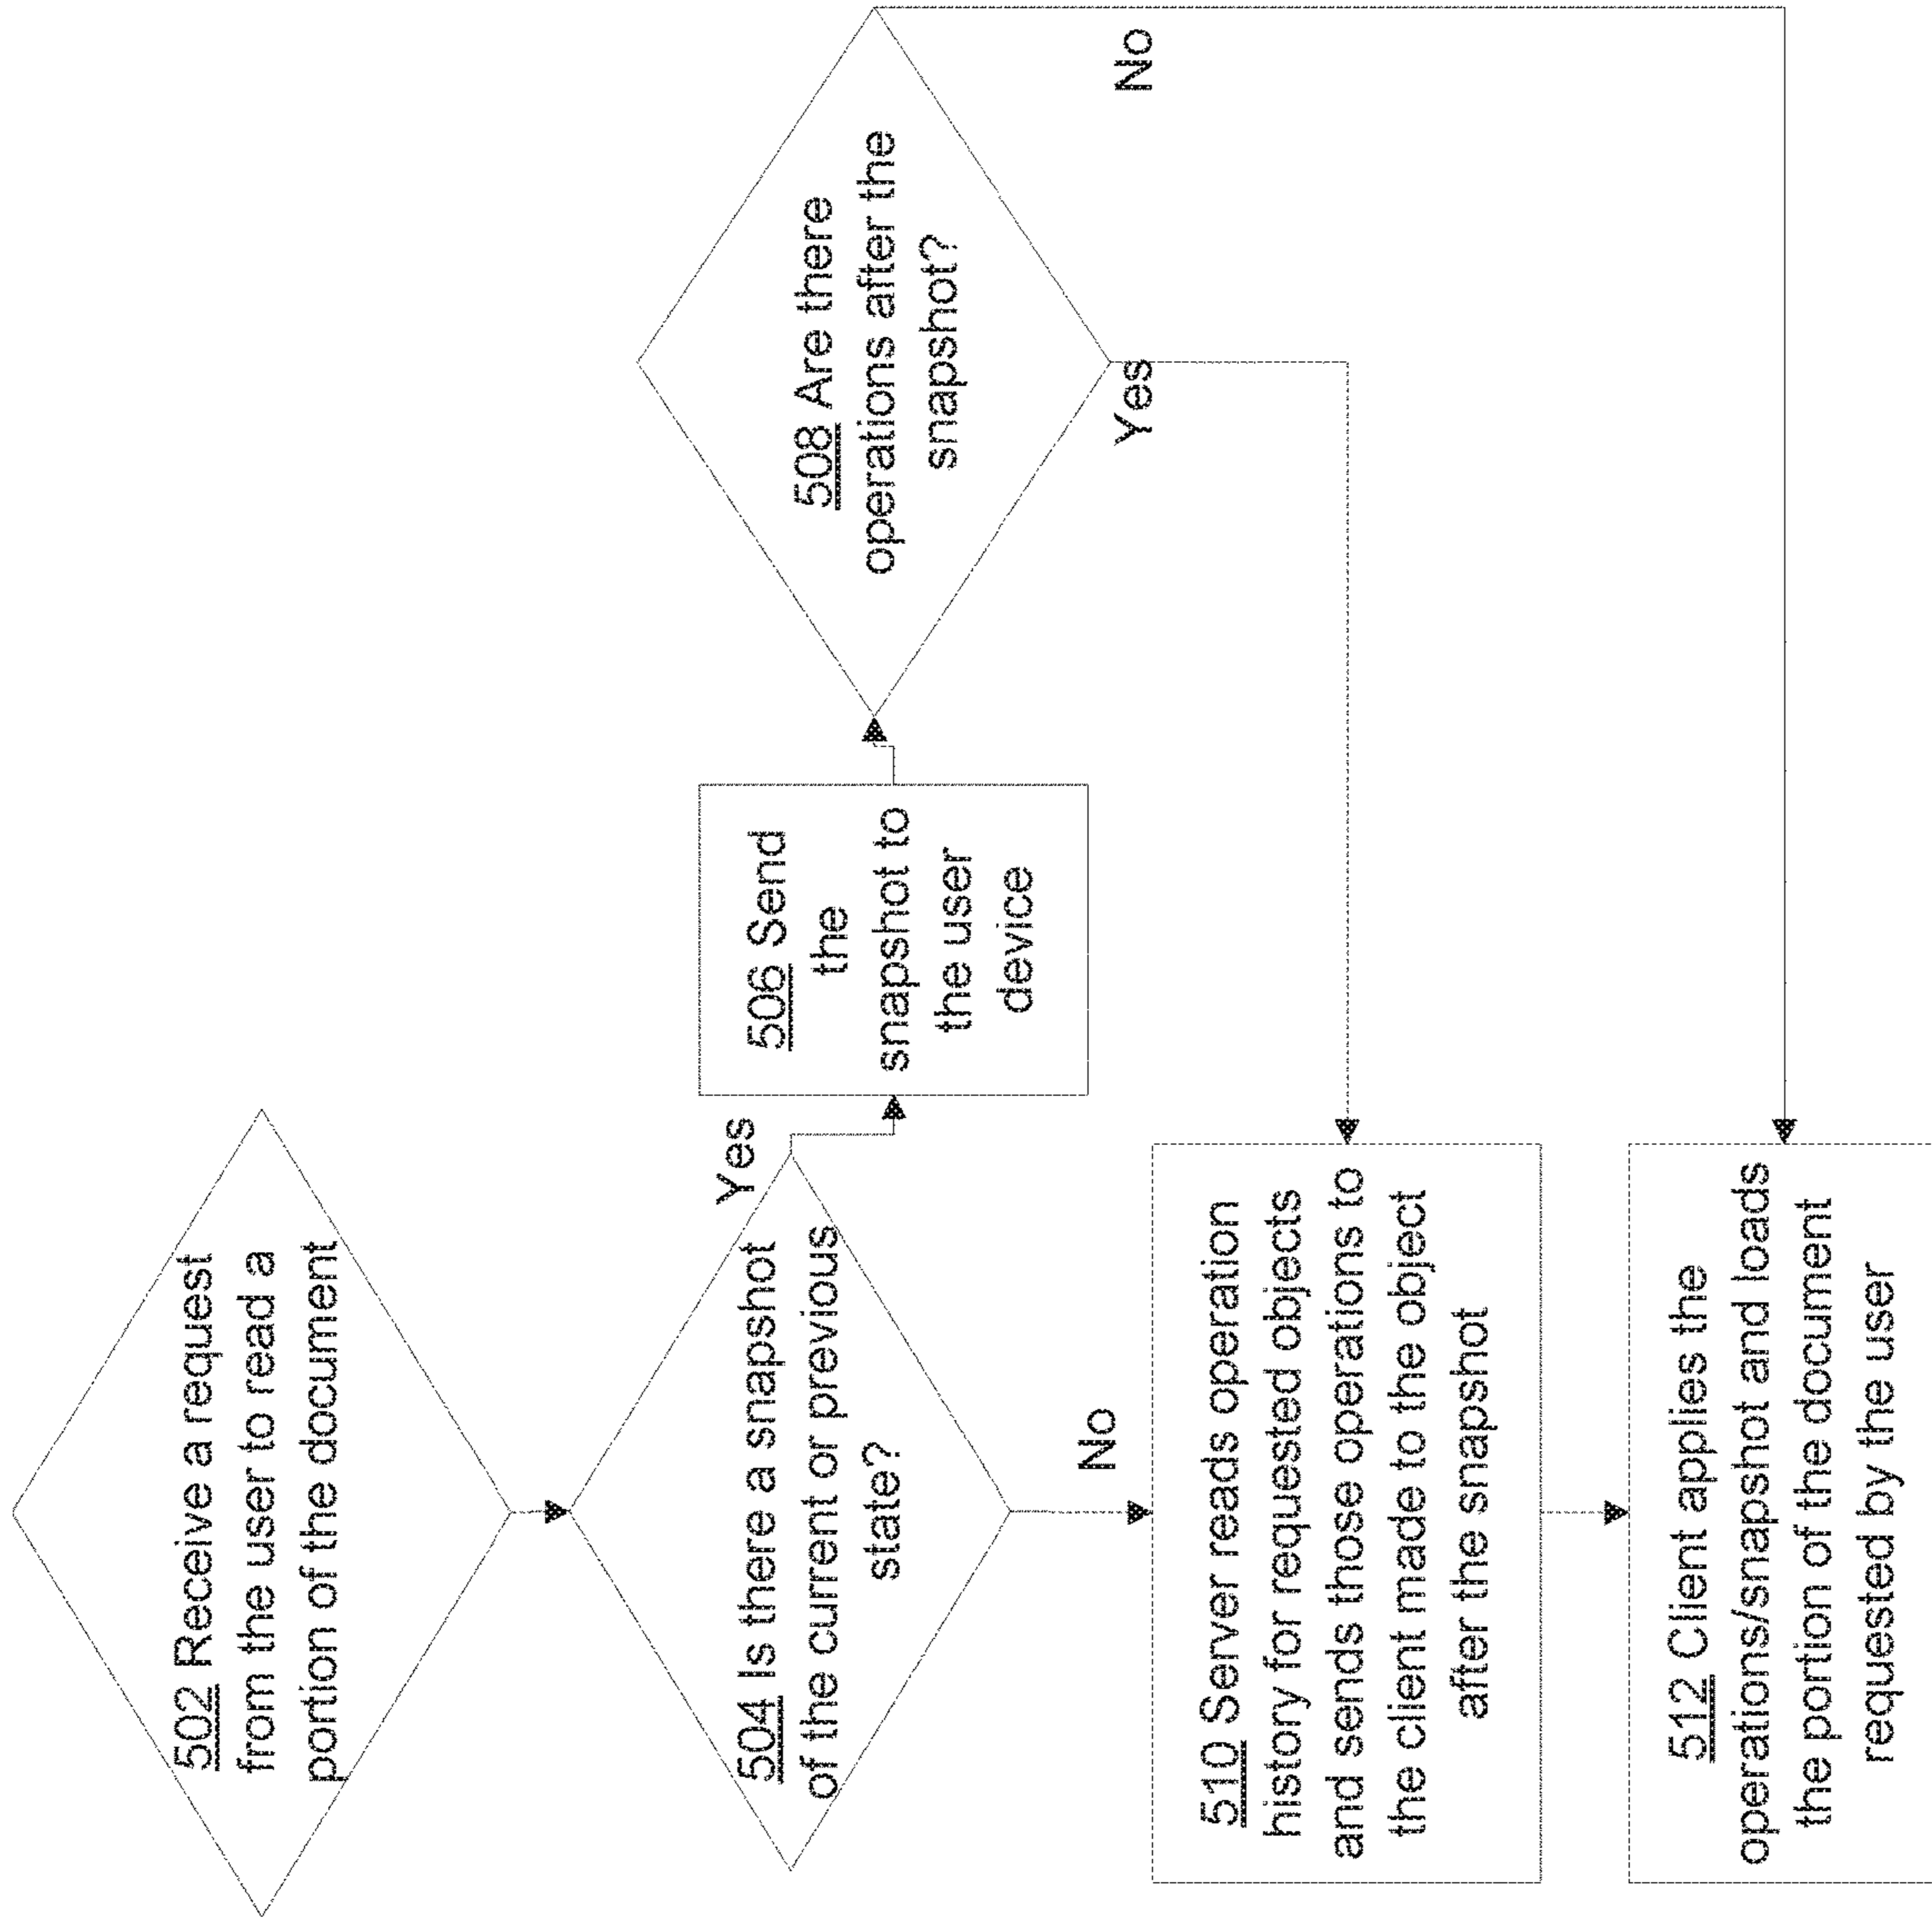 502 Receive a request
from the user to read a
portion of the document
504 Is there a snapshot
of the current or previous
state?
Yes
506 Send
the
snapshot to
the user
device
508 Are there
operations after the
snapshot?
Yes
No
No
510 Server reads operation
history for requested objects
and sends those operations to
the client made to the object
after the snapshot
512 Client applies the
operations/snapshot and loads
the portion of the document
requested by the user